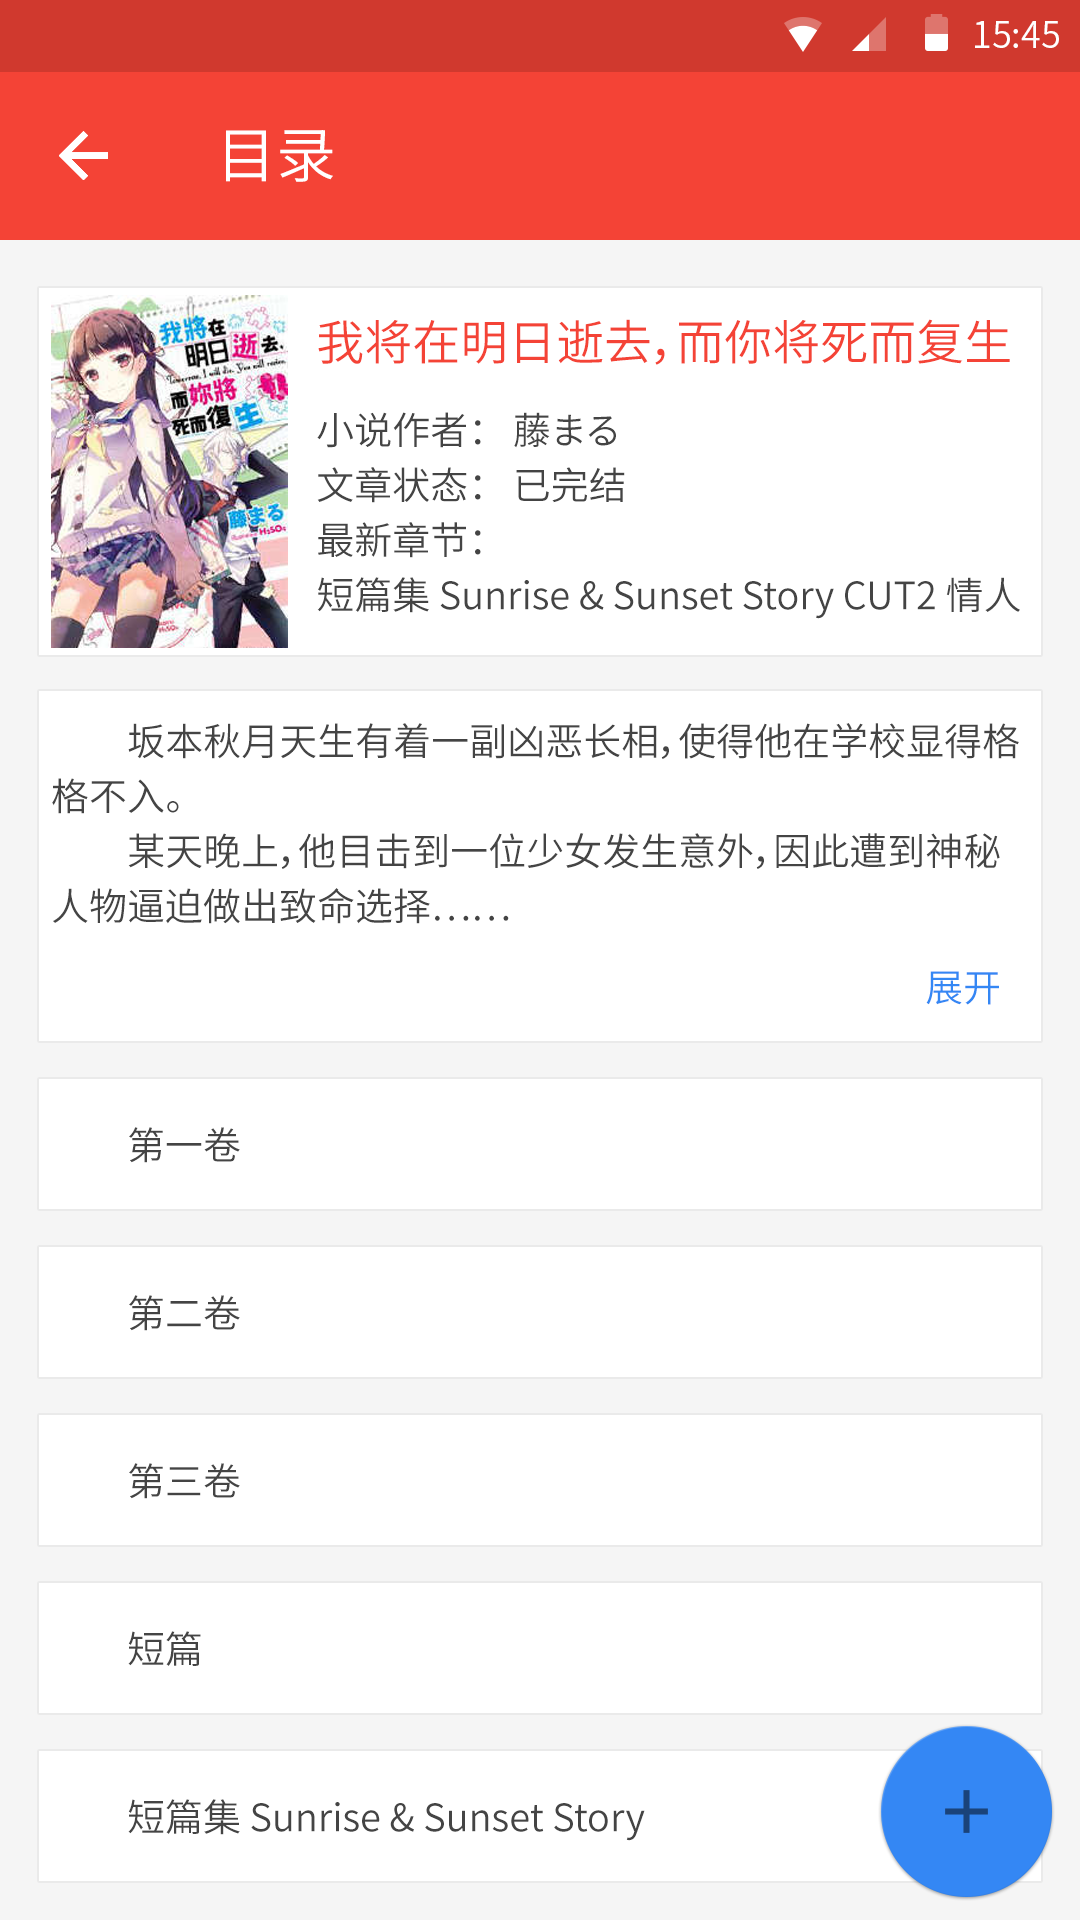 15:45
目录
我将在明日逝去，而你将死而复生
小说作者： 藤まる
文章状态： 已完结
最新章节：
短篇集 Sunrise & Sunset Story CUT2 情人
我將在
明日逝去，
Tomorrow, I will die. You will revive.
而妳將
死而復生
藤まる
坂本秋月天生有着一副凶恶长相，使得他在学校显得格
格不入。
某天晚上，他目击到一位少女发生意外，因此遭到神秘
人物逼迫做出致命选择……
展开
第一卷
第二卷
第三卷
短篇
短篇集 Sunrise & Sunset Story